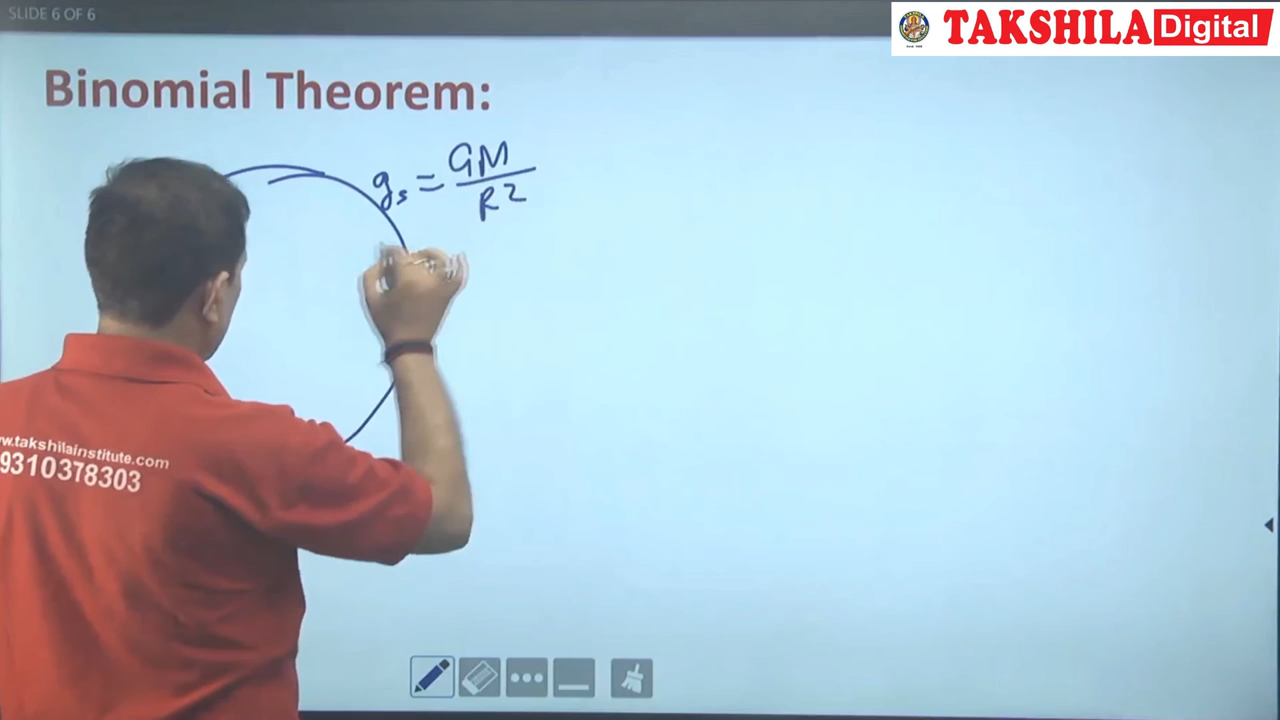 SLIDE 6 OF 6
TAKSHILA Digital
Binomial Theorem:
gs = GM
R2
w.takshilainstitute.com
9310378303